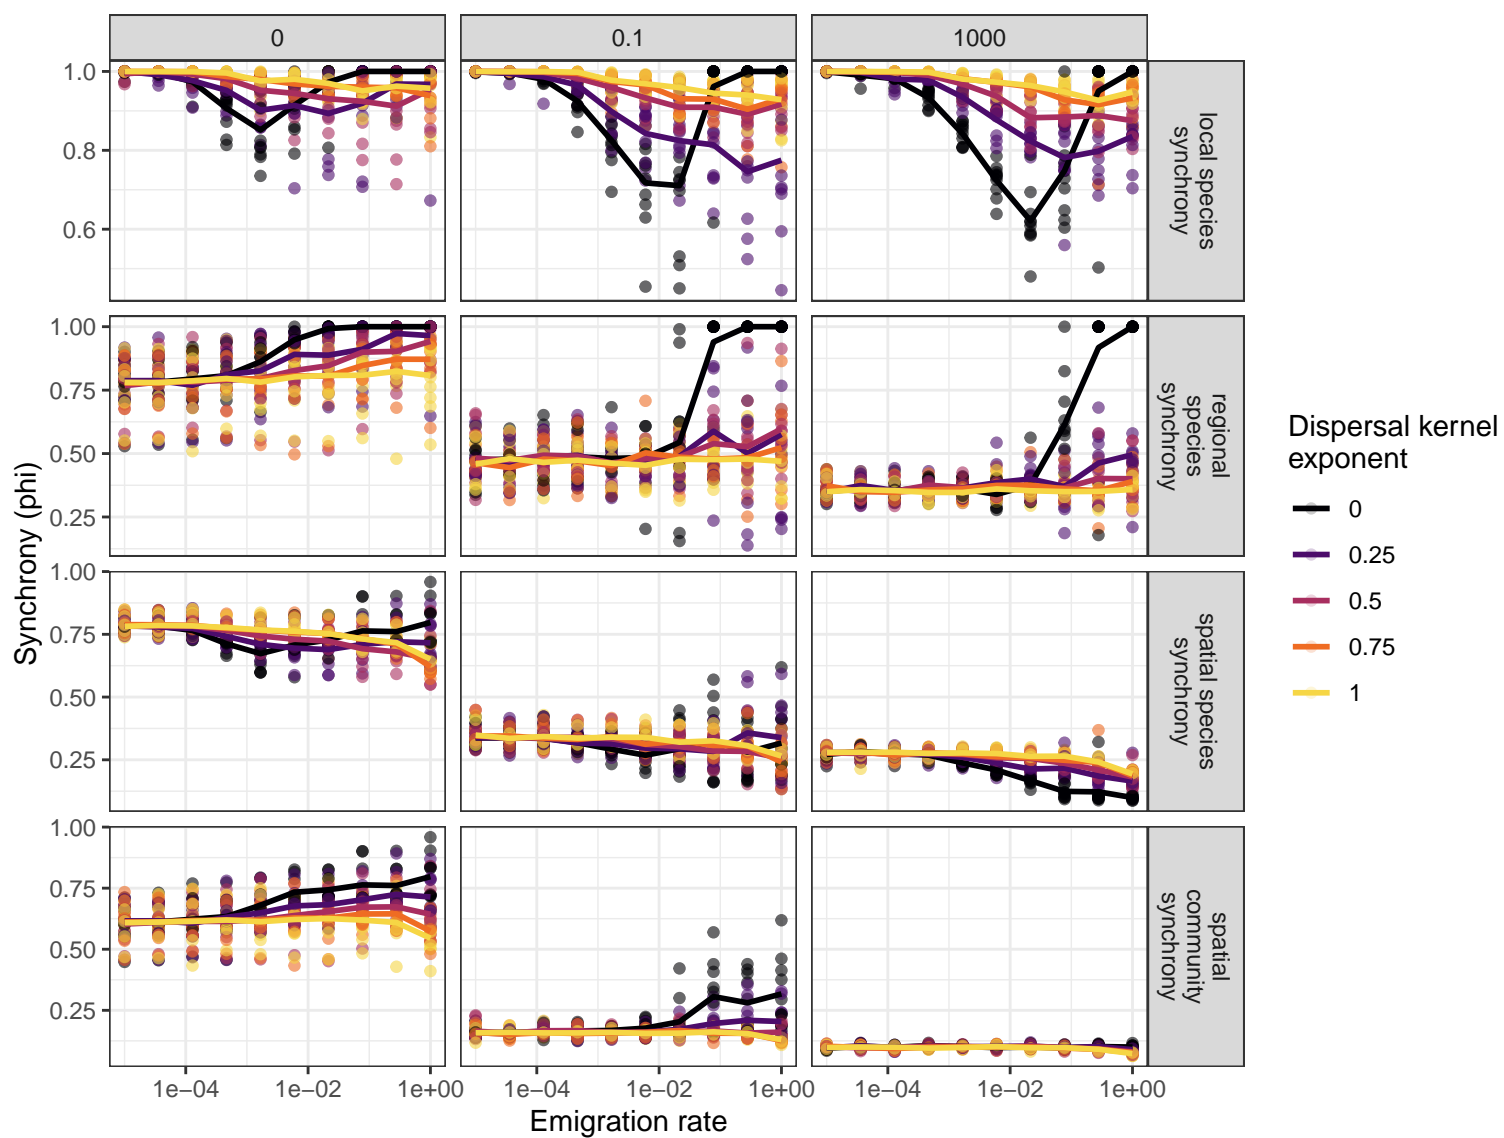 0
0.1
1000
1.0
0.8
0.6
local species
synchrony
1.00
0.75
0.50
0.25
regional
species
synchrony
1.00
0.75
0.50
0.25
spatial species
synchrony
1.00
0.75
0.50
0.25
spatial
community
synchrony
1e−04
1e−02
1e+00
1e−04
1e−02
1e+00
1e−04
1e−02
1e+00
Emigration rate
Synchrony (phi)
Dispersal kernel
exponent
0
0.25
0.5
0.75
1